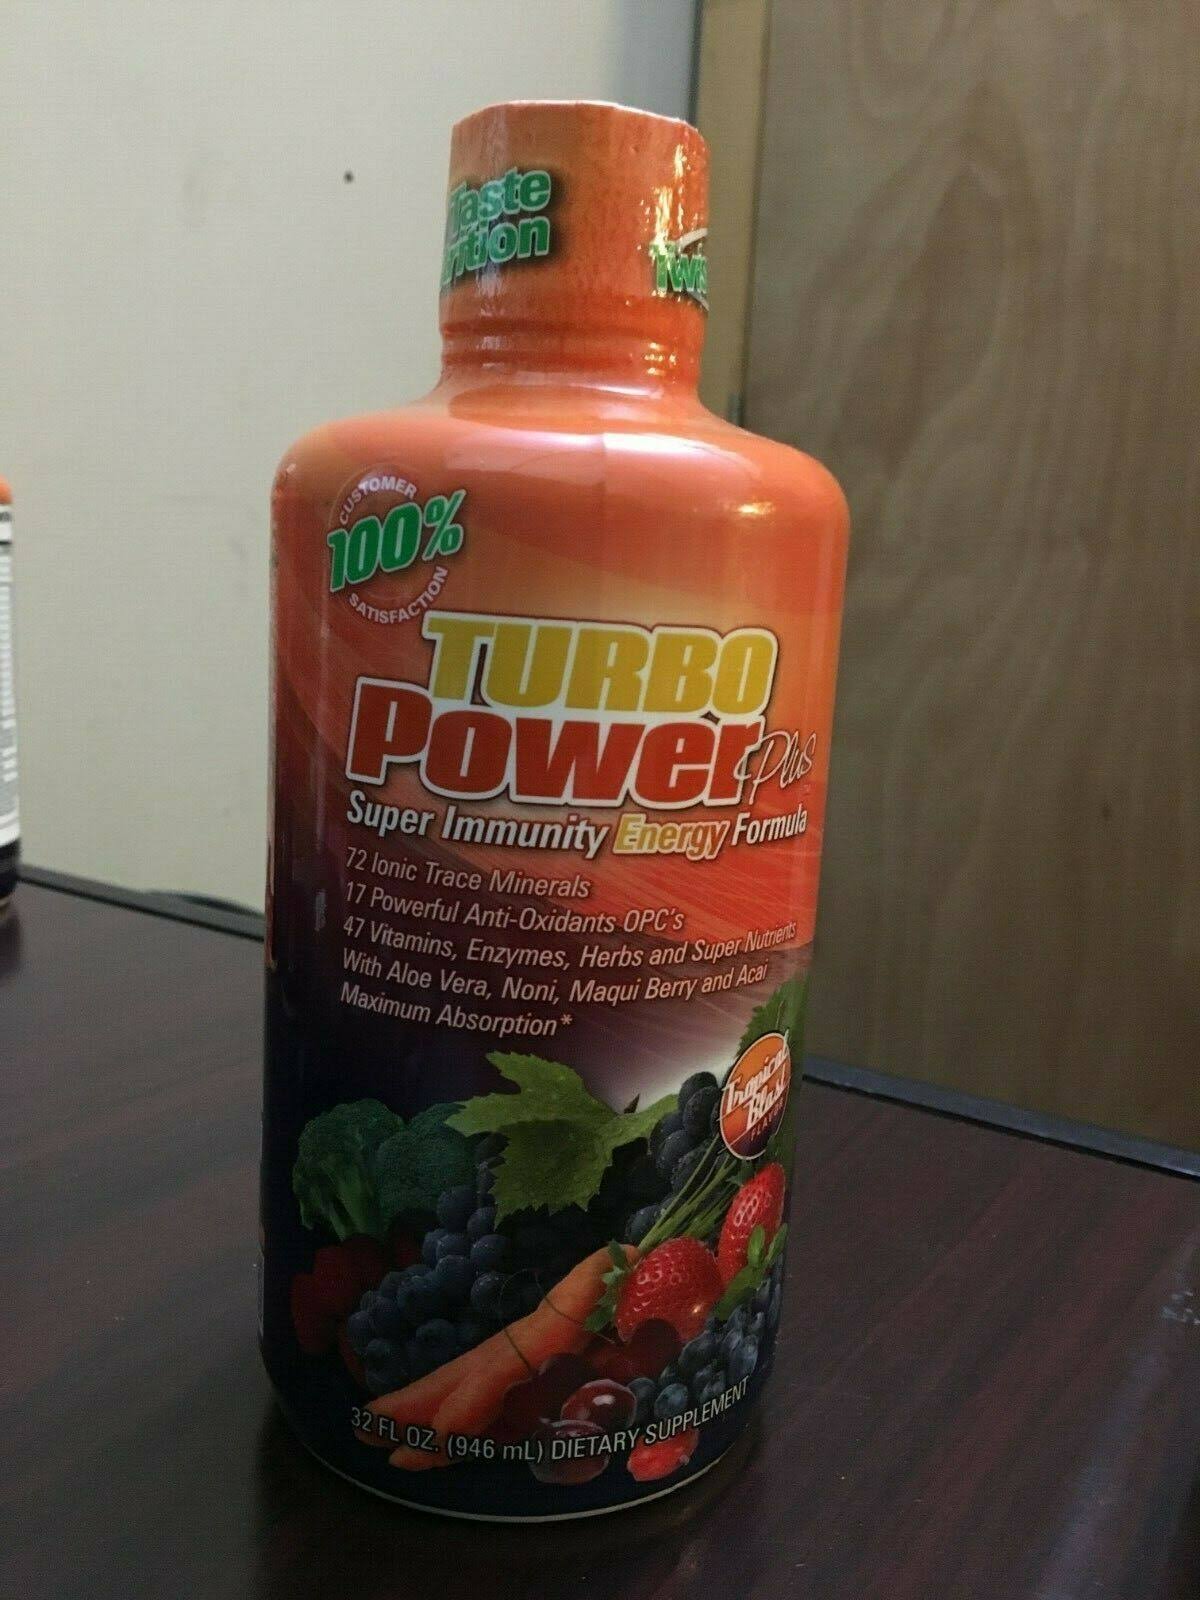 Taste
Twis
CUSTOMER
100%
SATISFACTION
TURBO
Power Plus
Super Immunity Energy Formula
72 Ionic Trace Minerals
17 Powerful Anti-Oxidants OPC's
47 Vitamins, Enzymes, Herbs and Super Nutrients
With Aloe Vera, Noni, Maqui Berry and Acai
Maximum Absorption*
Tropical
Blast
FLAVOR
32 FL OZ. (946 mL) DIETARY SUPPLEMENT